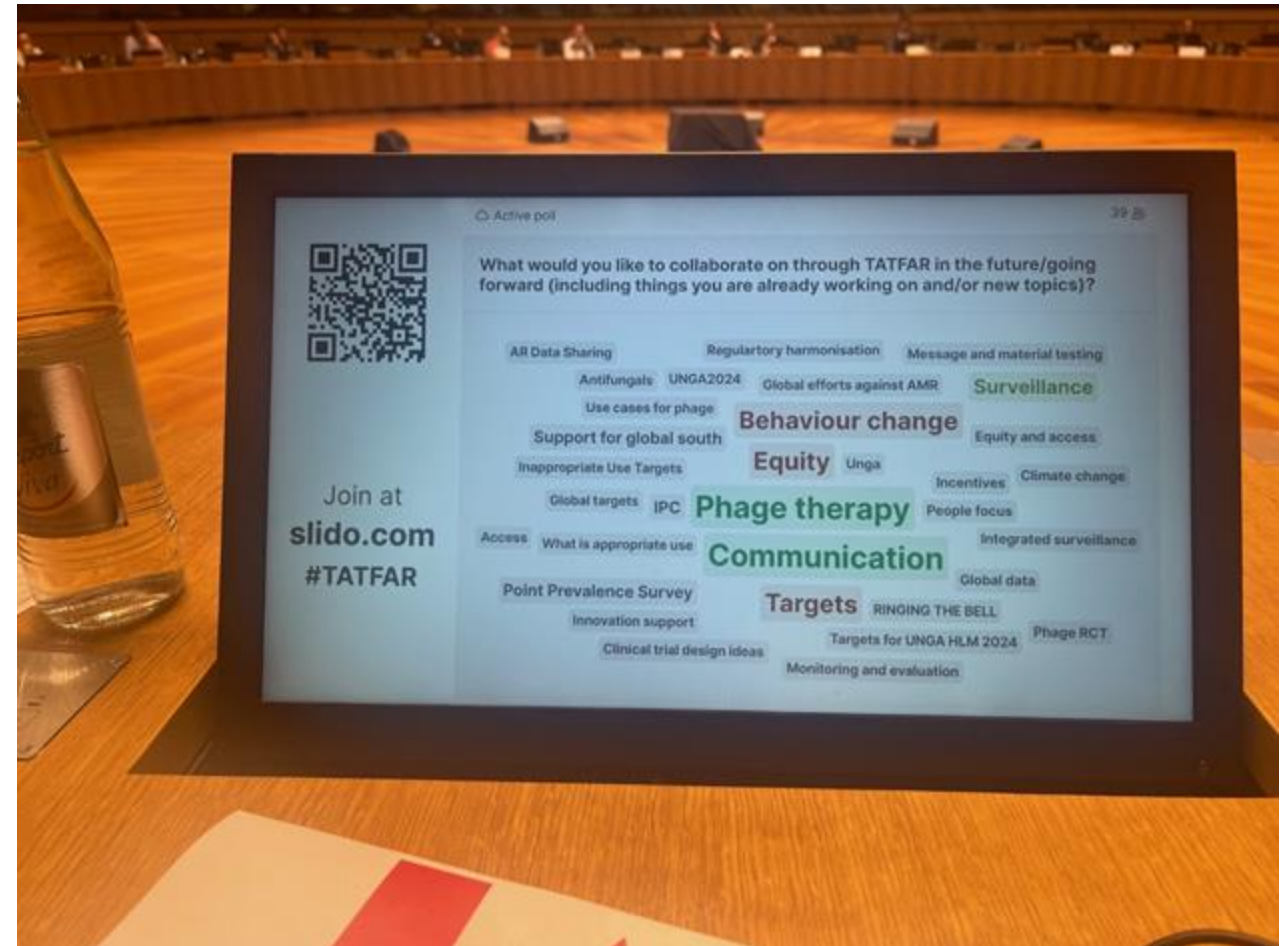 Active poll
39
What would you like to collaborate on through TATFAR in the future/going
forward (including things you are already working on and/or new topics)?
AR Data Sharing
Regulartory harmonisation
Message and material testing
Antifungals
UNGA2024
Global efforts against AMR
Surveillance
Use cases for phage
Behaviour change
Support for global south
Equity and access
Inappropriate Use Targets
Equity
Unga
Incentives
Climate change
Global targets
IPC
Phage therapy
People focus
Access
What is appropriate use
Communication
Integrated surveillance
Global data
Point Prevalence Survey
Targets
RINGING THE BELL
Innovation support
Targets for UNGA HLM 2024
Phage RCT
Clinical trial design ideas
Monitoring and evaluation
Join at
slido.com
#TATFAR